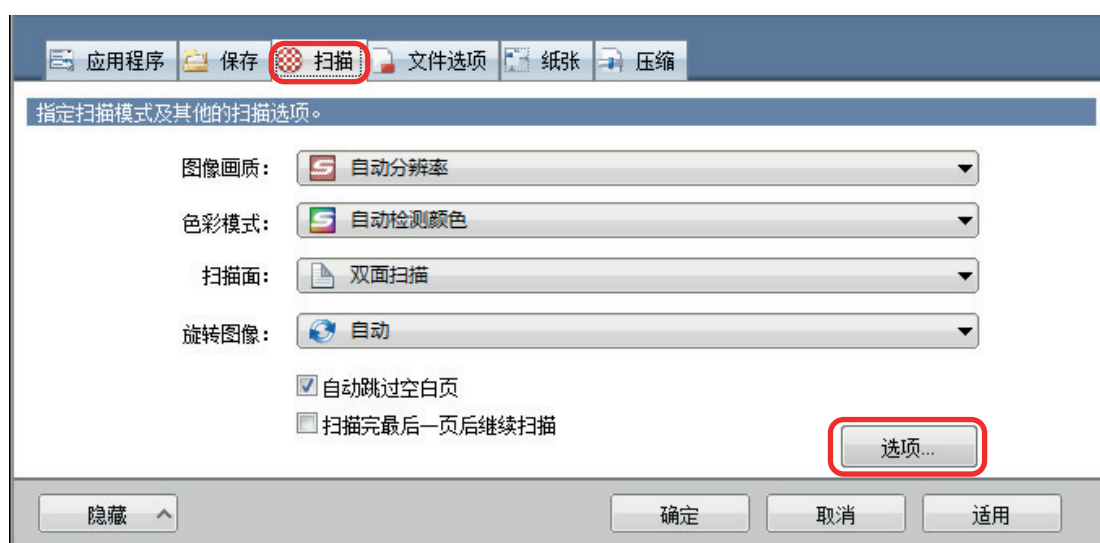 应用程序 保存 扫描 文件选项 纸张 压缩
指定扫描模式及其他的扫描选项。
图像画质： 自动分辨率
色彩模式： 自动检测颜色
扫描面： 双面扫描
旋转图像： 自动
自动跳过空白页
扫描完最后一页后继续扫描
选项...
隐藏 确定 取消 适用